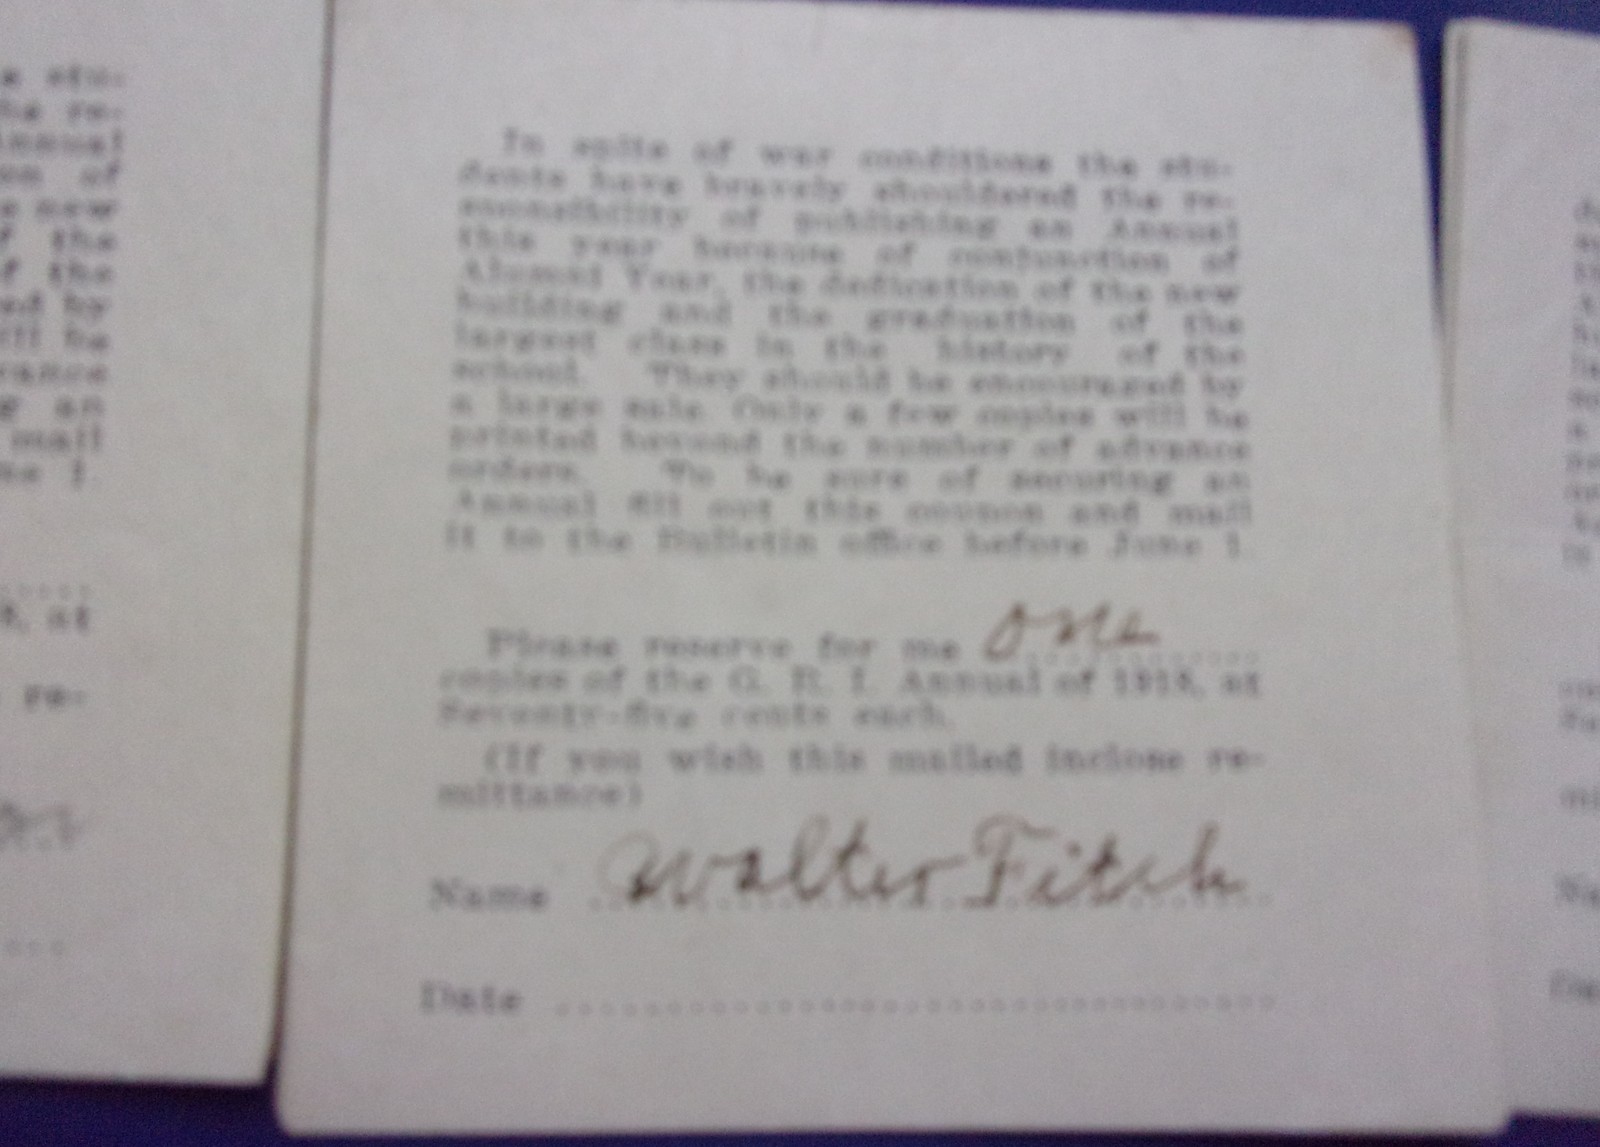 In spite of war conditions the stu-
dents have bravely shouldered the re-
sponsibility of publishing an Annual
this year because of conjunction of
Alumni Year, the dedication of the new
building and the graduation of the
largest class in the history of the
school. They should be encouraged by
a large sale. Only a few copies will be
printed beyond the number of advance
orders. To be sure of securing an
Annual fill out this coupon and mail
it to the Bulletin office before June 1.
Please reserve for me one
copies of the G. R. I. Annual of 1918, at
Seventy-five cents each.
(If you wish this mailed inclose re-
mittance)
Name Walter Fitch
Date